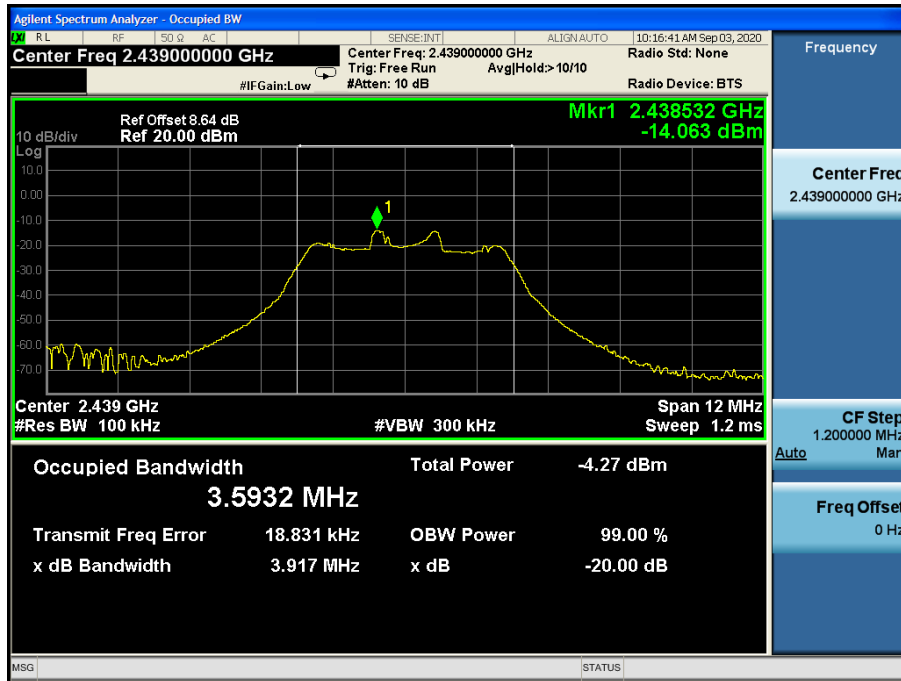 Agilent Spectrum Analyzer - Occupied BW
LXI RL RF 50 Ω AC SENSE:INT ALIGN AUTO 10:16:41 AM Sep 03, 2020
Center Freq 2.439000000 GHz
Center Freq: 2.439000000 GHz
Radio Std: None
Trig: Free Run Avg|Hold:>10/10
#IFGain:Low #Atten: 10 dB Radio Device: BTS
Frequency
Mkr1 2.438532 GHz
-14.063 dBm
Ref Offset 8.64 dB
10 dB/div Ref 20.00 dBm
Log
10.0
0.00
-10.0
-20.0
-30.0
-40.0
-50.0
-60.0
-70.0
1
Center 2.439 GHz Span 12 MHz
#Res BW 100 kHz #VBW 300 kHz Sweep 1.2 ms
Center Freq
2.439000000 GHz
CF Step
1.200000 MHz
Auto Man
Freq Offset
0 Hz
Occupied Bandwidth Total Power -4.27 dBm
3.5932 MHz
Transmit Freq Error 18.831 kHz OBW Power 99.00 %
x dB Bandwidth 3.917 MHz x dB -20.00 dB
MSG STATUS